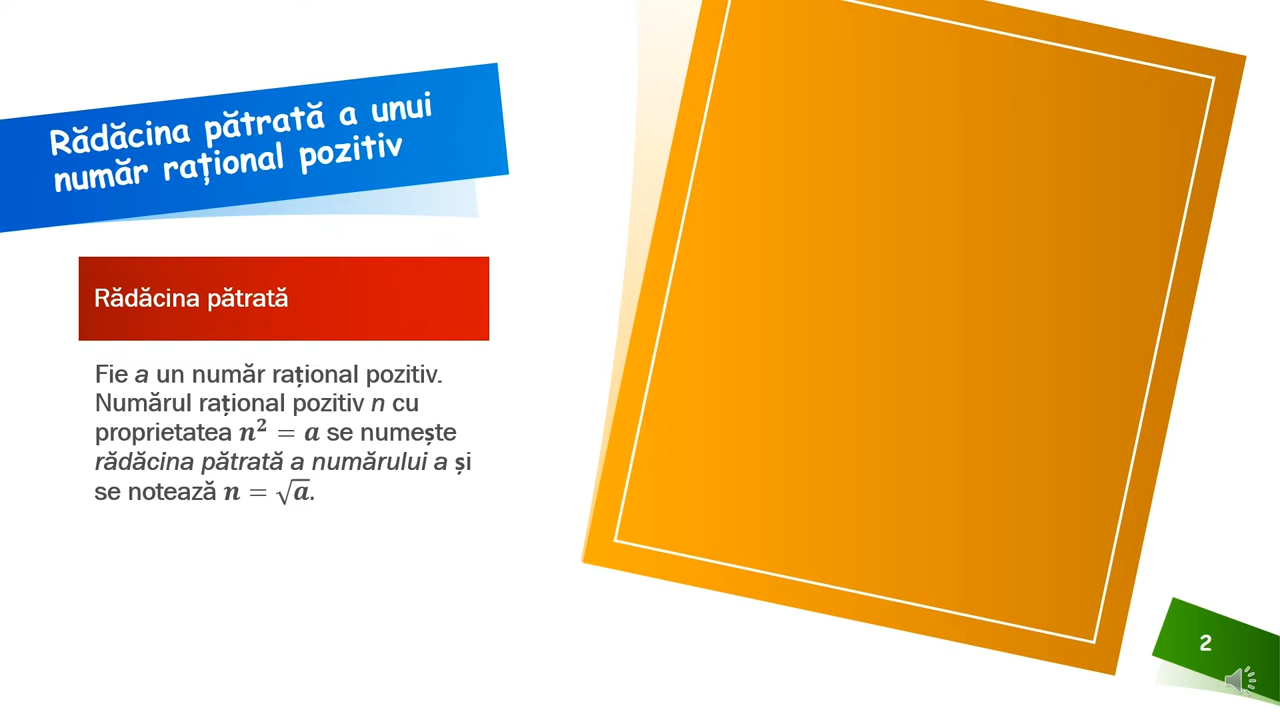 Rădăcina pătrată a unui
număr rațional pozitiv
Rădăcina pătrată
Fie a un număr rațional pozitiv.
Numărul rațional pozitiv n cu
proprietatea n² = a se numește
rădăcina pătrată a numărului a și
se notează n = √a.
2